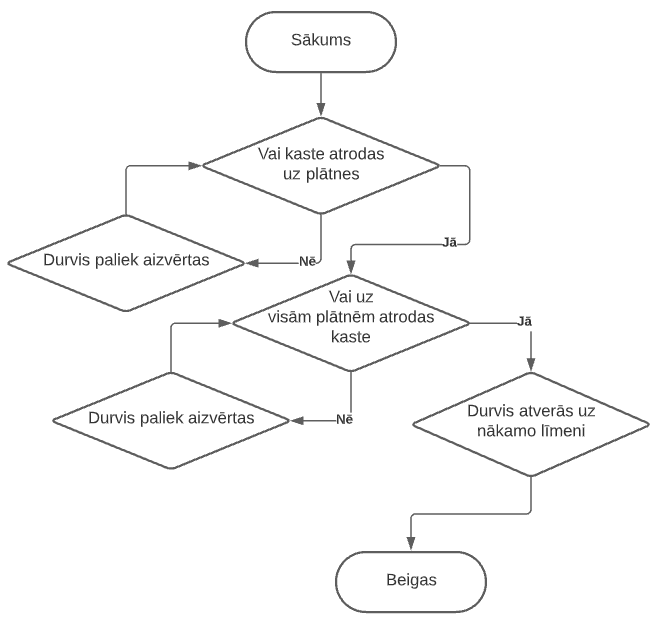 Sākums
Vai kaste atrodas
uz plātnes
Jā
Nē
Durvis paliek aizvērtas
Vai uz
visām plātnēm atrodas
kaste
Jā
Nē
Durvis paliek aizvērtas
Durvis atverās uz
nākamo līmeni
Beigas